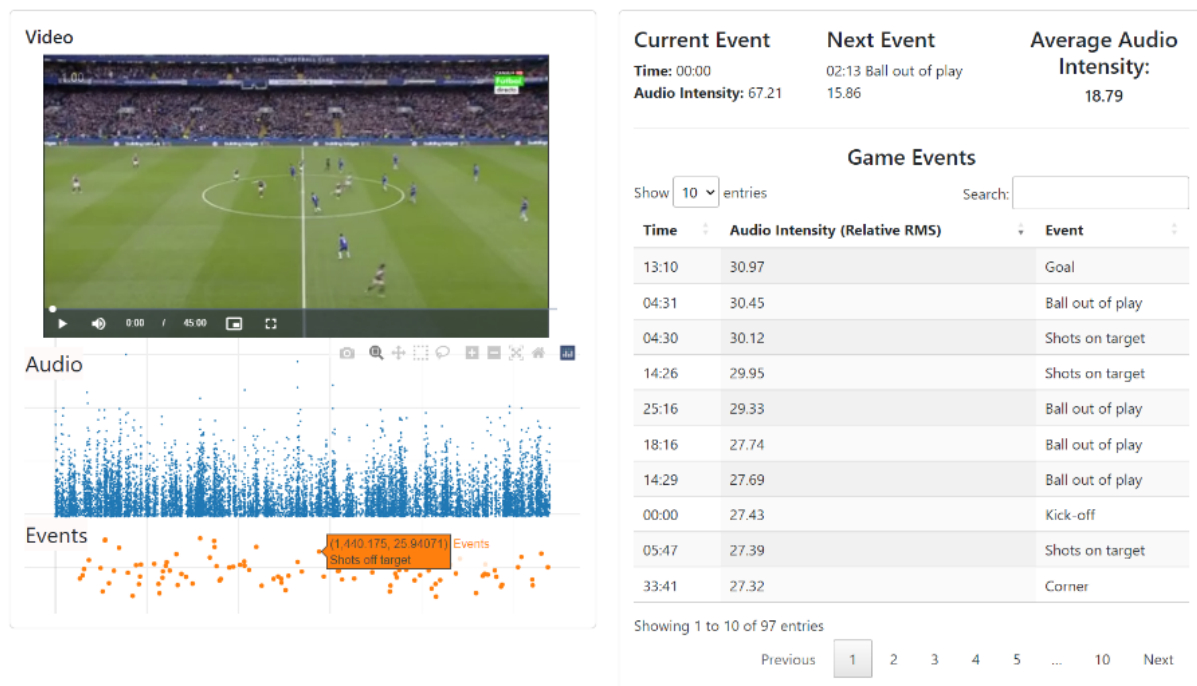 Video
CHELSEA FOOTBALL CLUB
1.00
Fútbol
directo
0:00 / 45:00
Audio
Events
(1,440.175, 25.94071) Events
Shots off target
Current Event
Time: 00:00
Audio Intensity: 67.21
Next Event
02:13 Ball out of play
15.86
Average Audio
Intensity:
18.79
Game Events
Show 10 entries
Search:
Time Audio Intensity (Relative RMS) Event
13:10 30.97 Goal
04:31 30.45 Ball out of play
04:30 30.12 Shots on target
14:26 29.95 Shots on target
25:16 29.33 Ball out of play
18:16 27.74 Ball out of play
14:29 27.69 Ball out of play
00:00 27.43 Kick-off
05:47 27.39 Shots on target
33:41 27.32 Corner
Showing 1 to 10 of 97 entries
Previous 1 2 3 4 5 ... 10 Next